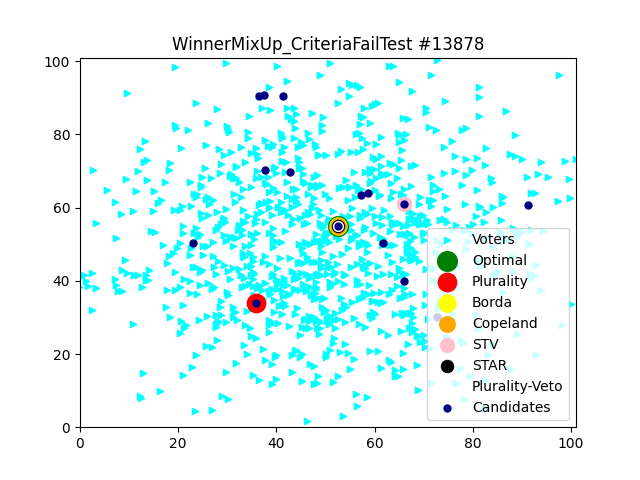 WinnerMixUp_CriteriaFailTest #13878
100
80
60
40
20
0
0
20
40
60
80
100
Voters
Optimal
Plurality
Borda
Copeland
STV
STAR
Plurality-Veto
Candidates